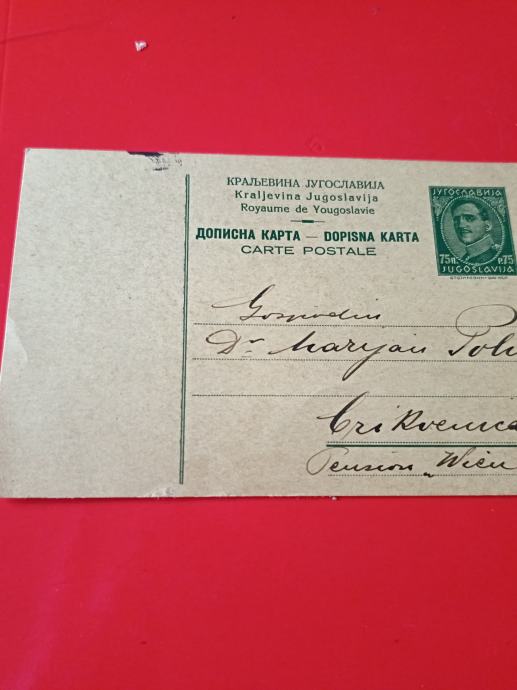 КРАЉЕВИНА ЈУГОСЛАВИЈА
Kraljevina Jugoslavija
Royaume de Yougoslavie
ДОПИСНА КАРТА — DOPISNA KARTA
CARTE POSTALE
ЈУГОСЛАВИЈА
75П. P.75
JUGOSLAVIJA
Gospodin
Dr Marijan
Crikvenica
Pension „Wien